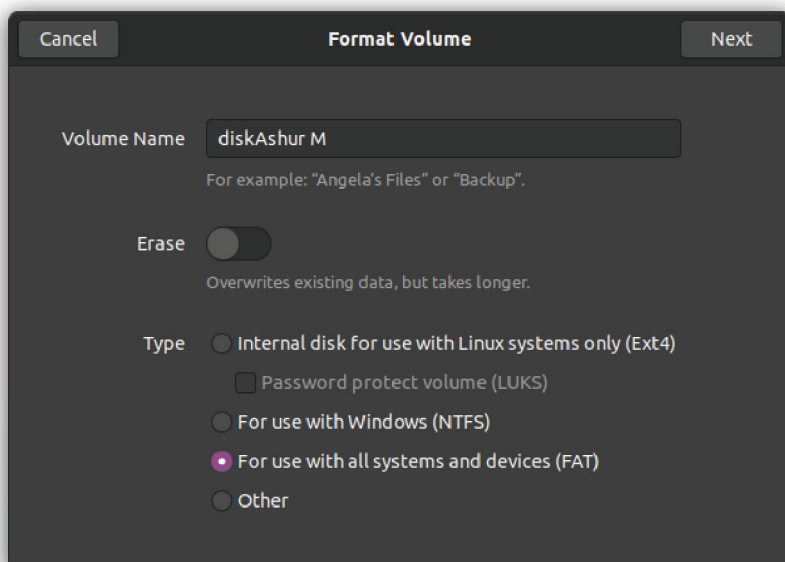 Cancel Format Volume Next
Volume Name diskAshur M
For example: “Angela’s Files” or “Backup”.
Erase
Overwrites existing data, but takes longer.
Type Internal disk for use with Linux systems only (Ext4)
Password protect volume (LUKS)
For use with Windows (NTFS)
For use with all systems and devices (FAT)
Other